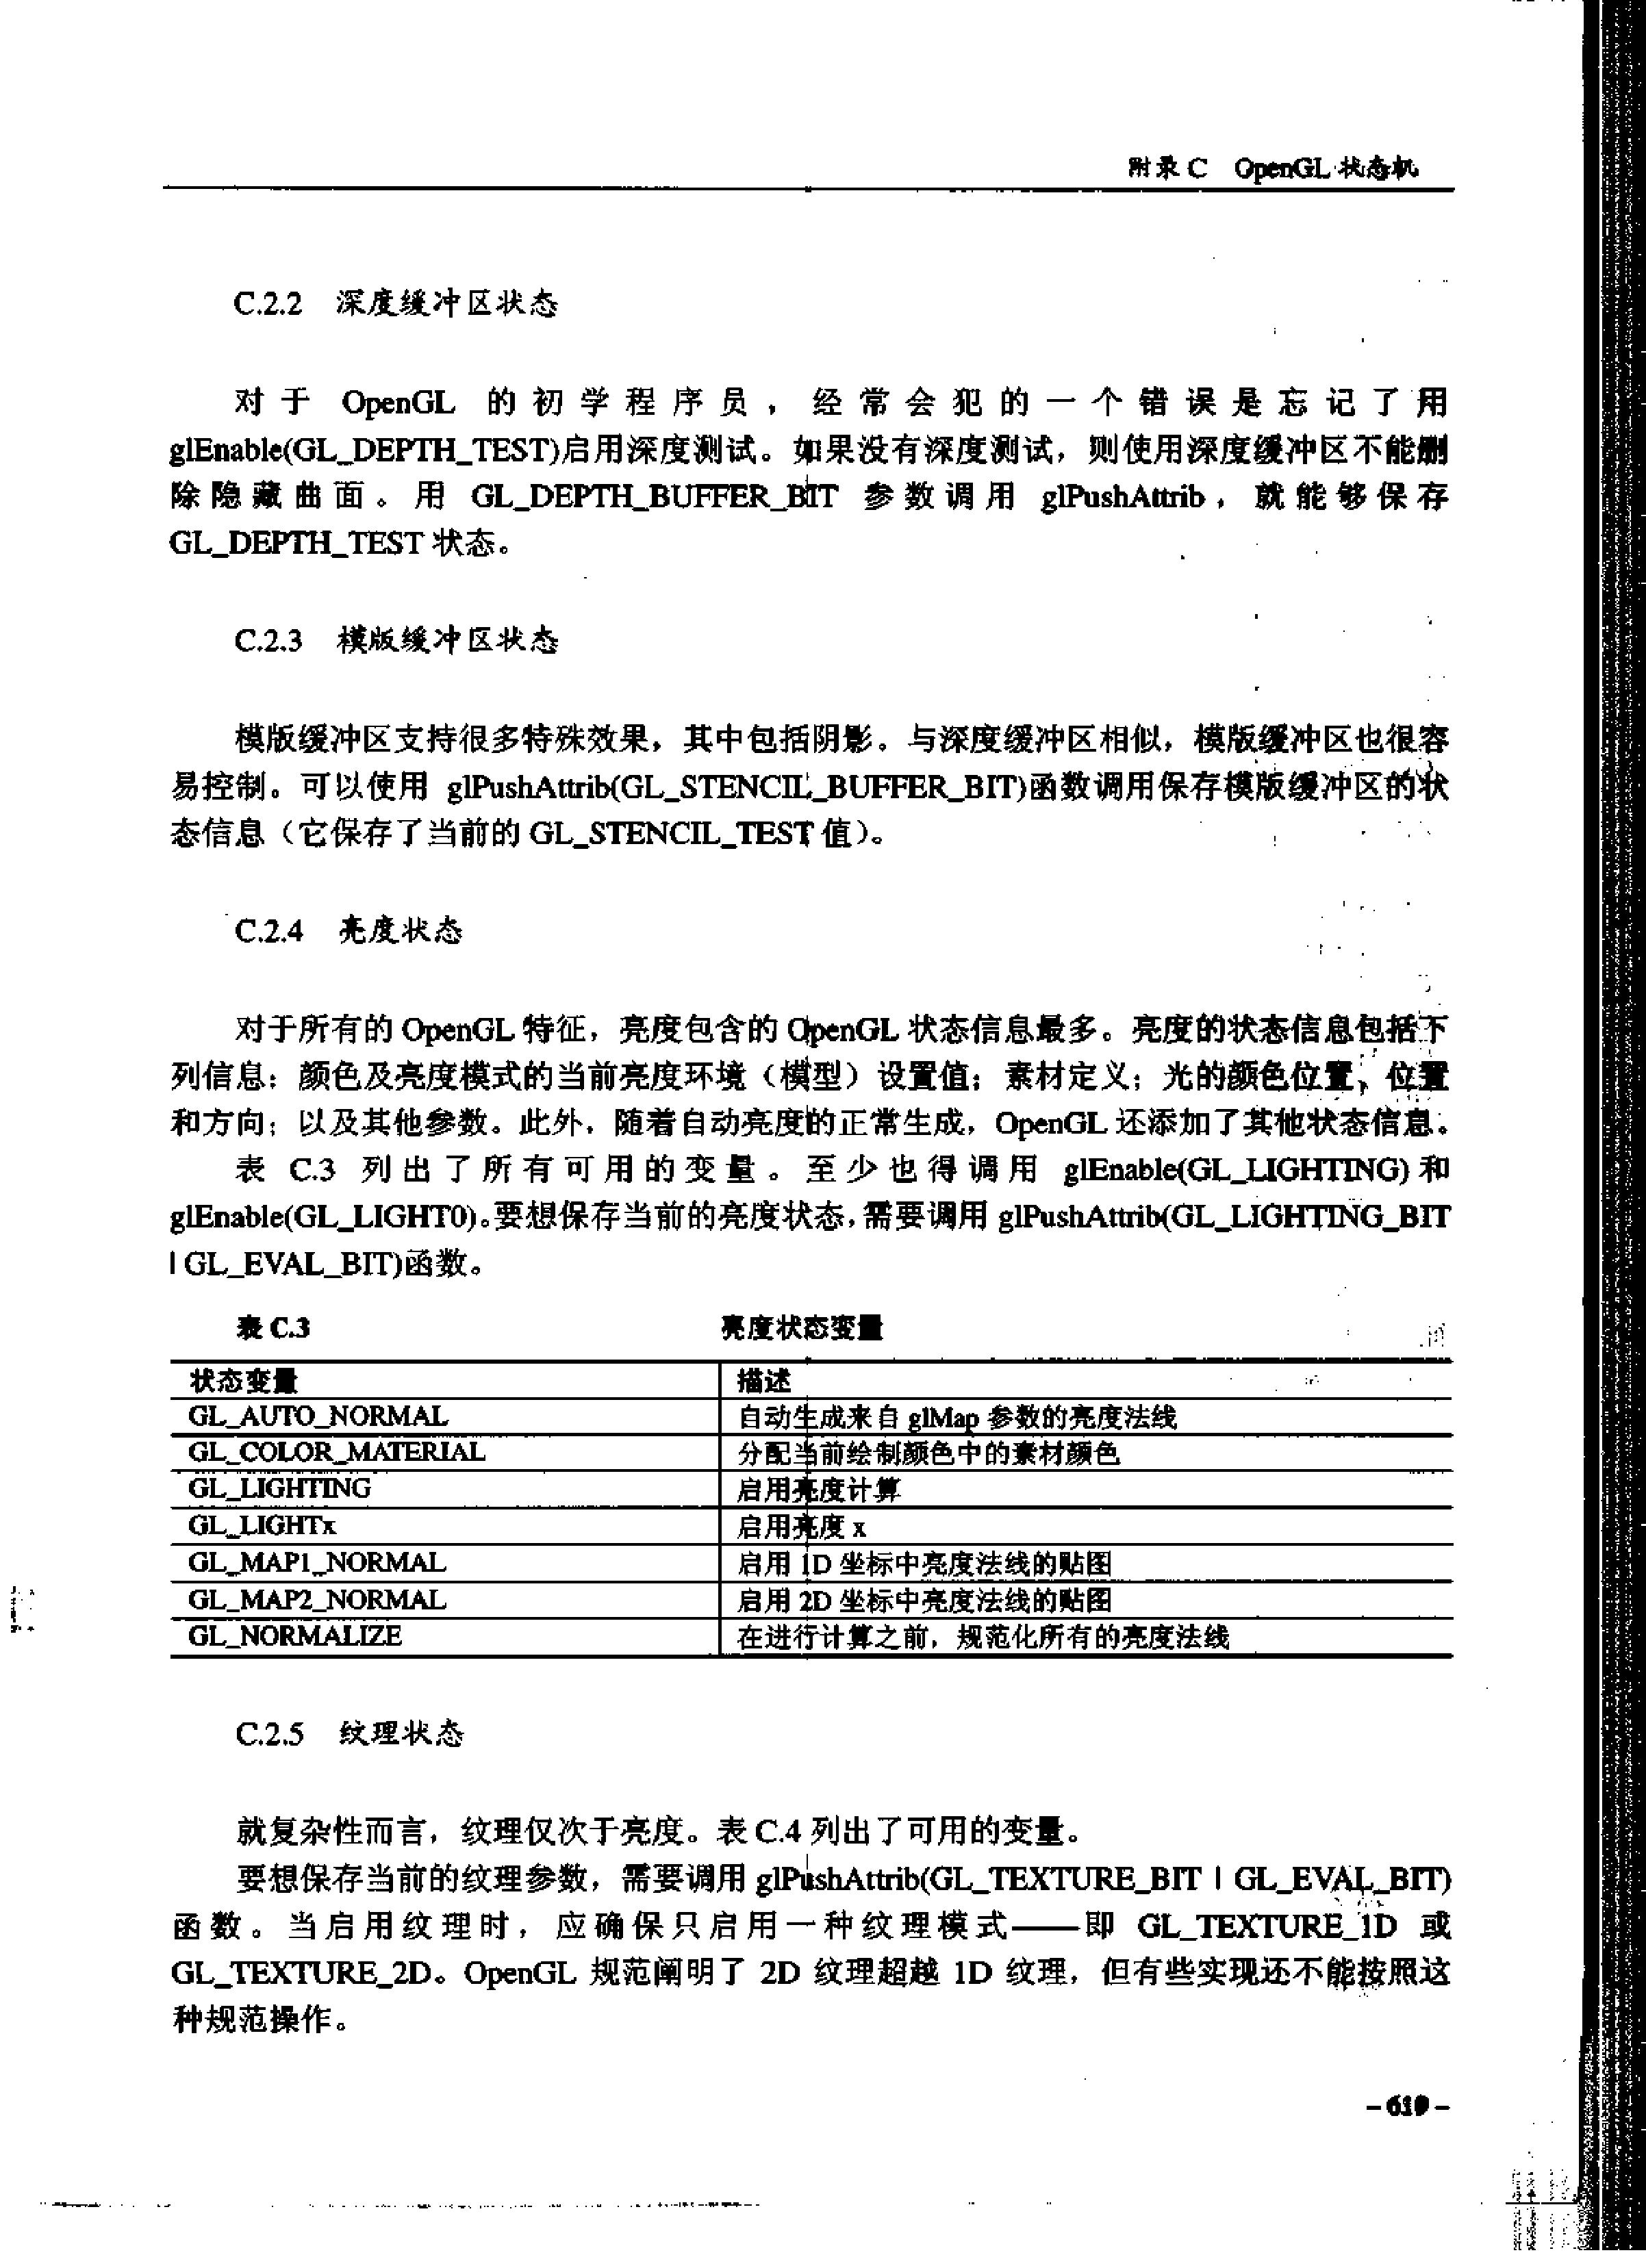 附录 C OpenGL 状态机
C.2.2 深度缓冲区状态
对于 OpenGL 的初学程序员，经常会犯的一个错误是忘记了用
glEnable(GL_DEPTH_TEST)启用深度测试。如果没有深度测试，则使用深度缓冲区不能删
除隐藏曲面。用 GL_DEPTH_BUFFER_BIT 参数调用 glPushAttrib，就能够保存
GL_DEPTH_TEST 状态。
C.2.3 模版缓冲区状态
模版缓冲区支持很多特殊效果，其中包括阴影。与深度缓冲区相似，模版缓冲区也很容
易控制。可以使用 glPushAttrib(GL_STENCIL_BUFFER_BIT)函数调用保存模版缓冲区的状
态信息（它保存了当前的 GL_STENCIL_TEST 值）。
C.2.4 亮度状态
对于所有的 OpenGL 特征，亮度包含的 OpenGL 状态信息最多。亮度的状态信息包括下
列信息：颜色及亮度模式的当前亮度环境（模型）设置值；素材定义；光的颜色位置、位置
和方向；以及其他参数。此外，随着自动亮度的正常生成，OpenGL 还添加了其他状态信息。
表 C.3 列出了所有可用的变量。至少也得调用 glEnable(GL_LIGHTING) 和
glEnable(GL_LIGHT0)。要想保存当前的亮度状态，需要调用 glPushAttrib(GL_LIGHTING_BIT
| GL_EVAL_BIT)函数。
表 C.3 亮度状态变量
状态变量 描述
GL_AUTO_NORMAL 自动生成来自 glMap 参数的亮度法线
GL_COLOR_MATERIAL 分配当前绘制颜色中的素材颜色
GL_LIGHTING 启用亮度计算
GL_LIGHTx 启用亮度 x
GL_MAP1_NORMAL 启用 1D 坐标中亮度法线的贴图
GL_MAP2_NORMAL 启用 2D 坐标中亮度法线的贴图
GL_NORMALIZE 在进行计算之前，规范化所有的亮度法线
C.2.5 纹理状态
就复杂性而言，纹理仅次于亮度。表 C.4 列出了可用的变量。
要想保存当前的纹理参数，需要调用 glPushAttrib(GL_TEXTURE_BIT | GL_EVAL_BIT)
函数。当启用纹理时，应确保只启用一种纹理模式——即 GL_TEXTURE_1D 或
GL_TEXTURE_2D。OpenGL 规范阐明了 2D 纹理超越 1D 纹理，但有些实现还不能按照这
种规范操作。
- 619 -